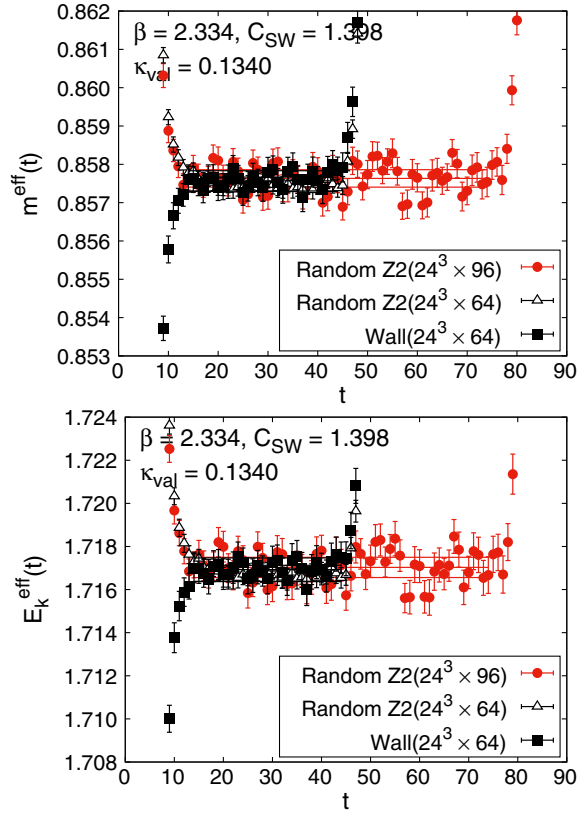 0.862
0.861
0.860
0.859
0.858
0.857
0.856
0.855
0.854
0.853
m^eff(t)
β = 2.334, C_SW = 1.398
κ_val = 0.1340
Random Z2(24^3 × 96)
Random Z2(24^3 × 64)
Wall(24^3 × 64)
0 10 20 30 40 50 60 70 80 90
t
1.724
1.722
1.720
1.718
1.716
1.714
1.712
1.710
1.708
E_k^eff(t)
β = 2.334, C_SW = 1.398
κ_val = 0.1340
Random Z2(24^3 × 96)
Random Z2(24^3 × 64)
Wall(24^3 × 64)
0 10 20 30 40 50 60 70 80 90
t